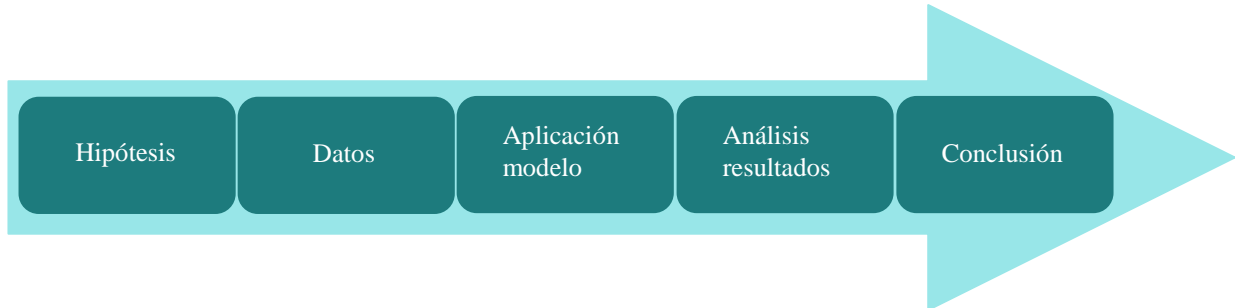 Hipótesis
Datos
Aplicación
modelo
Análisis
resultados
Conclusión